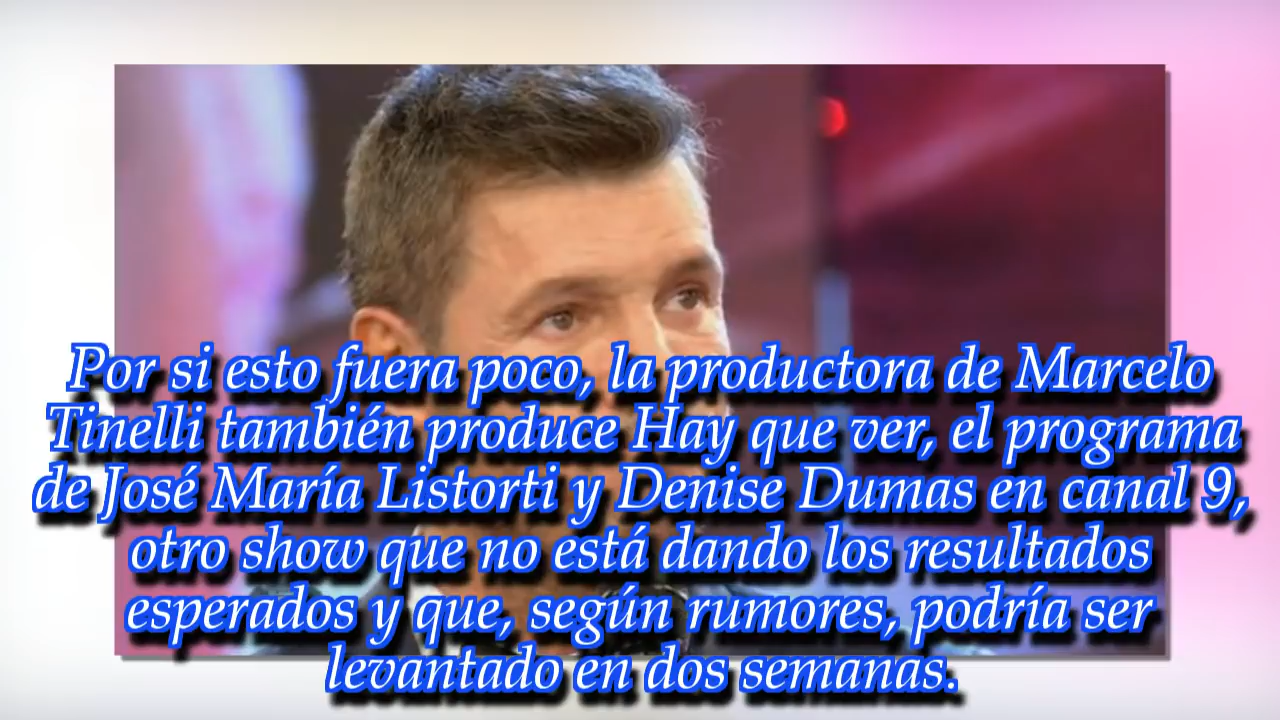 Por si esto fuera poco, la productora de Marcelo
Tinelli también produce Hay que ver, el programa
de José María Listorti y Denise Dumas en canal 9,
otro show que no está dando los resultados
esperados y que, según rumores, podría ser
levantado en dos semanas.